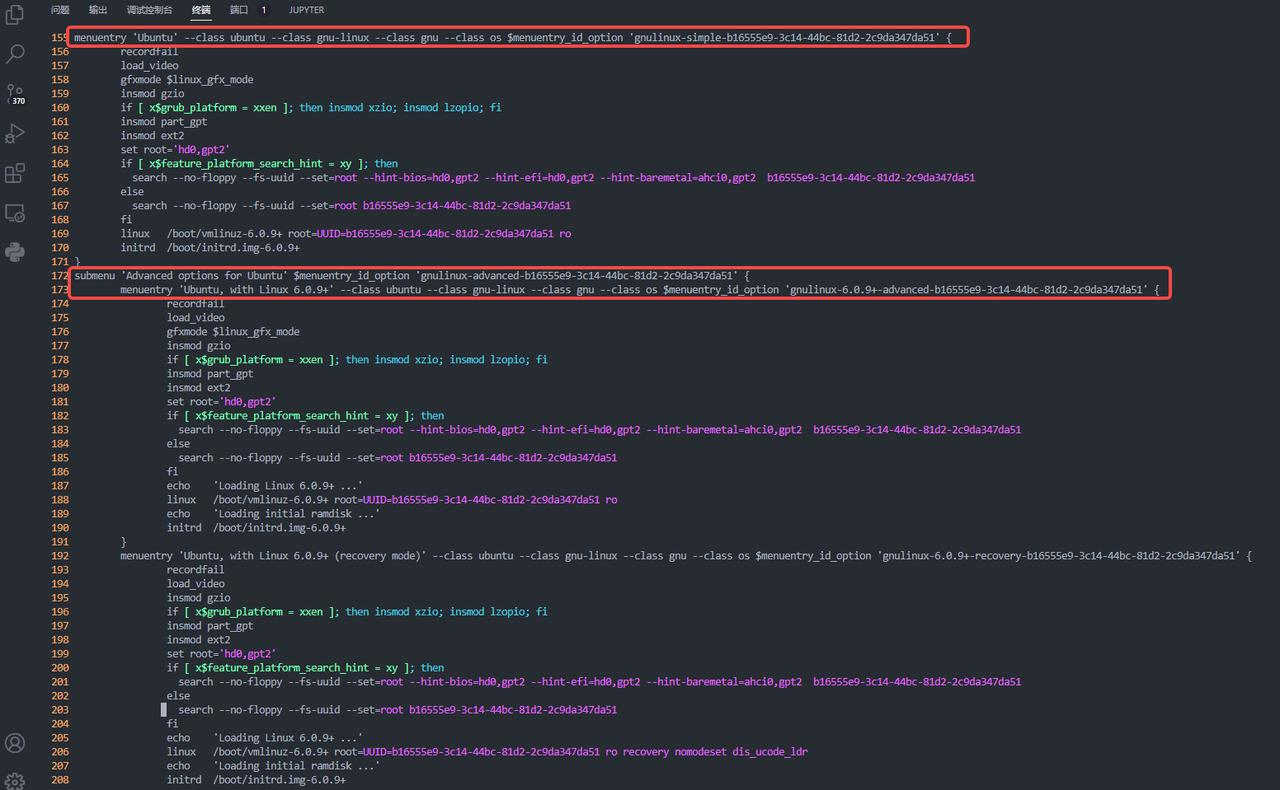 问题 输出 调试控制台 终端 端口 1 JUPYTER
370
155 menuentry 'Ubuntu' --class ubuntu --class gnu-linux --class gnu --class os $menuentry_id_option 'gnulinux-simple-b16555e9-3c14-44bc-81d2-2c9da347da51' {
156 recordfail
157 load_video
158 gfxmode $linux_gfx_mode
159 insmod gzio
160 if [ x$grub_platform = xxen ]; then insmod xzio; insmod lzopio; fi
161 insmod part_gpt
162 insmod ext2
163 set root='hd0,gpt2'
164 if [ x$feature_platform_search_hint = xy ]; then
165 search --no-floppy --fs-uuid --set=root --hint-bios=hd0,gpt2 --hint-efi=hd0,gpt2 --hint-baremetal=ahci0,gpt2 b16555e9-3c14-44bc-81d2-2c9da347da51
166 else
167 search --no-floppy --fs-uuid --set=root b16555e9-3c14-44bc-81d2-2c9da347da51
168 fi
169 linux /boot/vmlinuz-6.0.9+ root=UUID=b16555e9-3c14-44bc-81d2-2c9da347da51 ro
170 initrd /boot/initrd.img-6.0.9+
171 }
172 submenu 'Advanced options for Ubuntu' $menuentry_id_option 'gnulinux-advanced-b16555e9-3c14-44bc-81d2-2c9da347da51' {
173 menuentry 'Ubuntu, with Linux 6.0.9+' --class ubuntu --class gnu-linux --class gnu --class os $menuentry_id_option 'gnulinux-6.0.9+-advanced-b16555e9-3c14-44bc-81d2-2c9da347da51' {
174 recordfail
175 load_video
176 gfxmode $linux_gfx_mode
177 insmod gzio
178 if [ x$grub_platform = xxen ]; then insmod xzio; insmod lzopio; fi
179 insmod part_gpt
180 insmod ext2
181 set root='hd0,gpt2'
182 if [ x$feature_platform_search_hint = xy ]; then
183 search --no-floppy --fs-uuid --set=root --hint-bios=hd0,gpt2 --hint-efi=hd0,gpt2 --hint-baremetal=ahci0,gpt2 b16555e9-3c14-44bc-81d2-2c9da347da51
184 else
185 search --no-floppy --fs-uuid --set=root b16555e9-3c14-44bc-81d2-2c9da347da51
186 fi
187 echo 'Loading Linux 6.0.9+ ...'
188 linux /boot/vmlinuz-6.0.9+ root=UUID=b16555e9-3c14-44bc-81d2-2c9da347da51 ro
189 echo 'Loading initial ramdisk ...'
190 initrd /boot/initrd.img-6.0.9+
191 }
192 menuentry 'Ubuntu, with Linux 6.0.9+ (recovery mode)' --class ubuntu --class gnu-linux --class gnu --class os $menuentry_id_option 'gnulinux-6.0.9+-recovery-b16555e9-3c14-44bc-81d2-2c9da347da51' {
193 recordfail
194 load_video
195 insmod gzio
196 if [ x$grub_platform = xxen ]; then insmod xzio; insmod lzopio; fi
197 insmod part_gpt
198 insmod ext2
199 set root='hd0,gpt2'
200 if [ x$feature_platform_search_hint = xy ]; then
201 search --no-floppy --fs-uuid --set=root --hint-bios=hd0,gpt2 --hint-efi=hd0,gpt2 --hint-baremetal=ahci0,gpt2 b16555e9-3c14-44bc-81d2-2c9da347da51
202 else
203 search --no-floppy --fs-uuid --set=root b16555e9-3c14-44bc-81d2-2c9da347da51
204 fi
205 echo 'Loading Linux 6.0.9+ ...'
206 linux /boot/vmlinuz-6.0.9+ root=UUID=b16555e9-3c14-44bc-81d2-2c9da347da51 ro recovery nomodeset dis_ucode_ldr
207 echo 'Loading initial ramdisk ...'
208 initrd /boot/initrd.img-6.0.9+